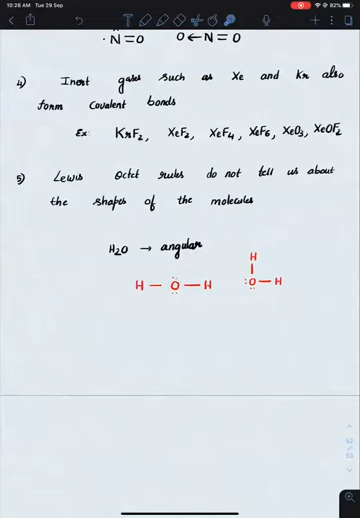 10:28 AM Tue 29 Sep
82%
·N=O O←N=O
4) Inert gases such as Xe and Kr also
form covalent bonds
Ex: KrF2, XeF2, XeF4, XeF6, XeO3, XeOF2
5) Lewis Octet rules do not tell us about
the shapes of the molecules
H2O → angular
H
H — O — H :O — H
52
/
53